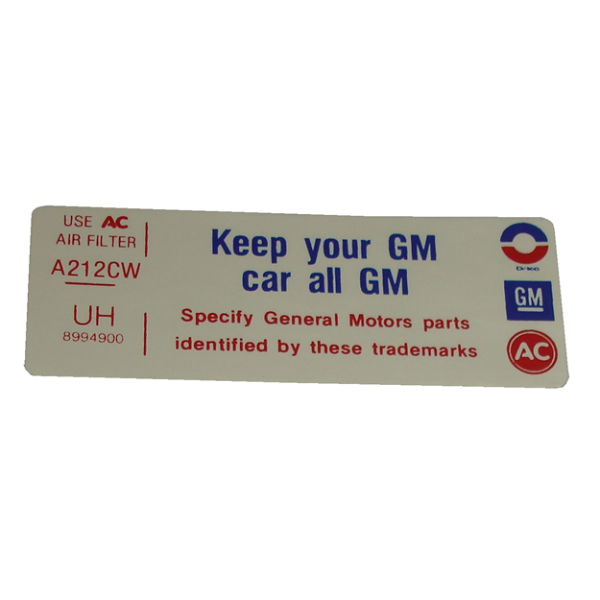 USE AC
AIR FILTER
A212CW
UH
8994900
Keep your GM
car all GM
Specify General Motors parts
identified by these trademarks
GM
AC